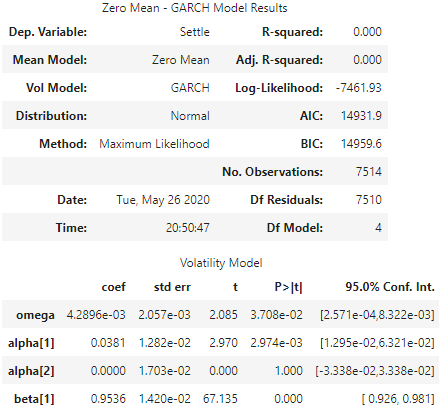 Zero Mean - GARCH Model Results
Dep. Variable: Settle R-squared: 0.000
Mean Model: Zero Mean Adj. R-squared: 0.000
Vol Model: GARCH Log-Likelihood: -7461.93
Distribution: Normal AIC: 14931.9
Method: Maximum Likelihood BIC: 14959.6
No. Observations: 7514
Date: Tue, May 26 2020 Df Residuals: 7510
Time: 20:50:47 Df Model: 4
Volatility Model
coef std err t P>|t| 95.0% Conf. Int.
omega 4.2896e-03 2.057e-03 2.085 3.708e-02 [2.571e-04,8.322e-03]
alpha[1] 0.0381 1.282e-02 2.970 2.974e-03 [1.295e-02,6.321e-02]
alpha[2] 0.0000 1.703e-02 0.000 1.000 [-3.338e-02,3.338e-02]
beta[1] 0.9536 1.420e-02 67.135 0.000 [ 0.926, 0.981]